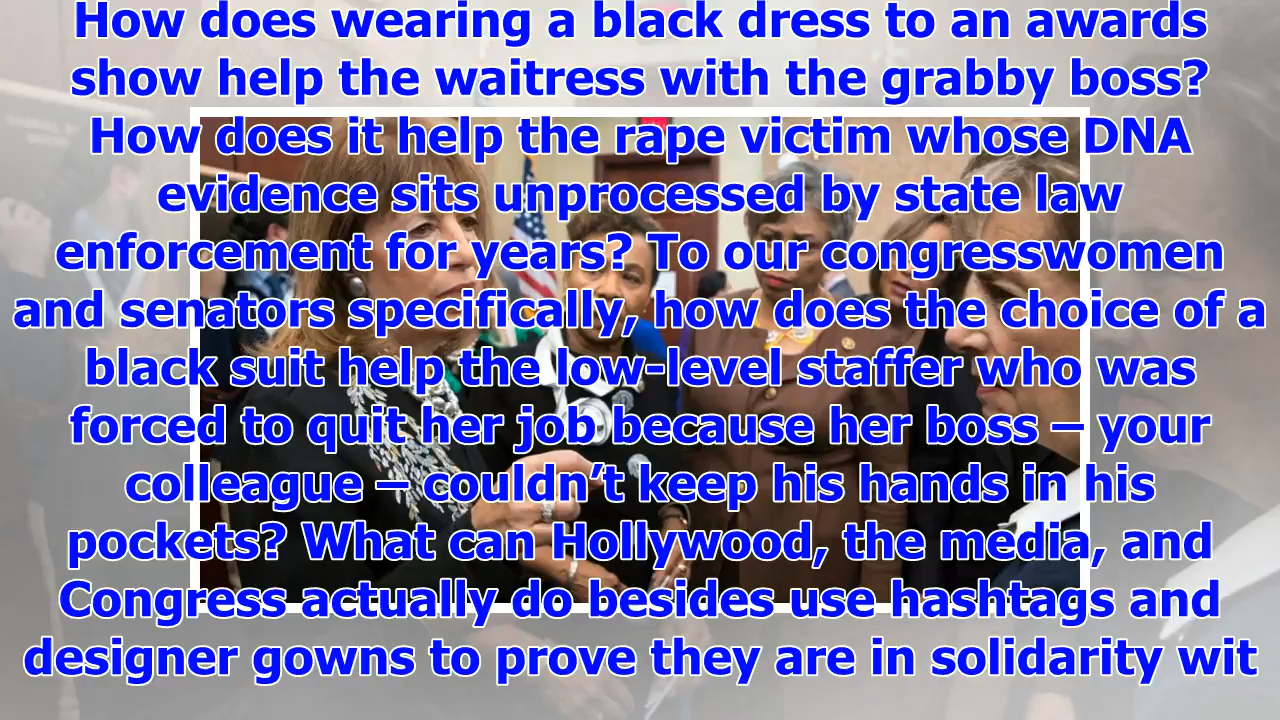 How does wearing a black dress to an awards
show help the waitress with the grabby boss?
How does it help the rape victim whose DNA
evidence sits unprocessed by state law
enforcement for years? To our congresswomen
and senators specifically, how does the choice of a
black suit help the low-level staffer who was
forced to quit her job because her boss – your
colleague – couldn’t keep his hands in his
pockets? What can Hollywood, the media, and
Congress actually do besides use hashtags and
designer gowns to prove they are in solidarity wit